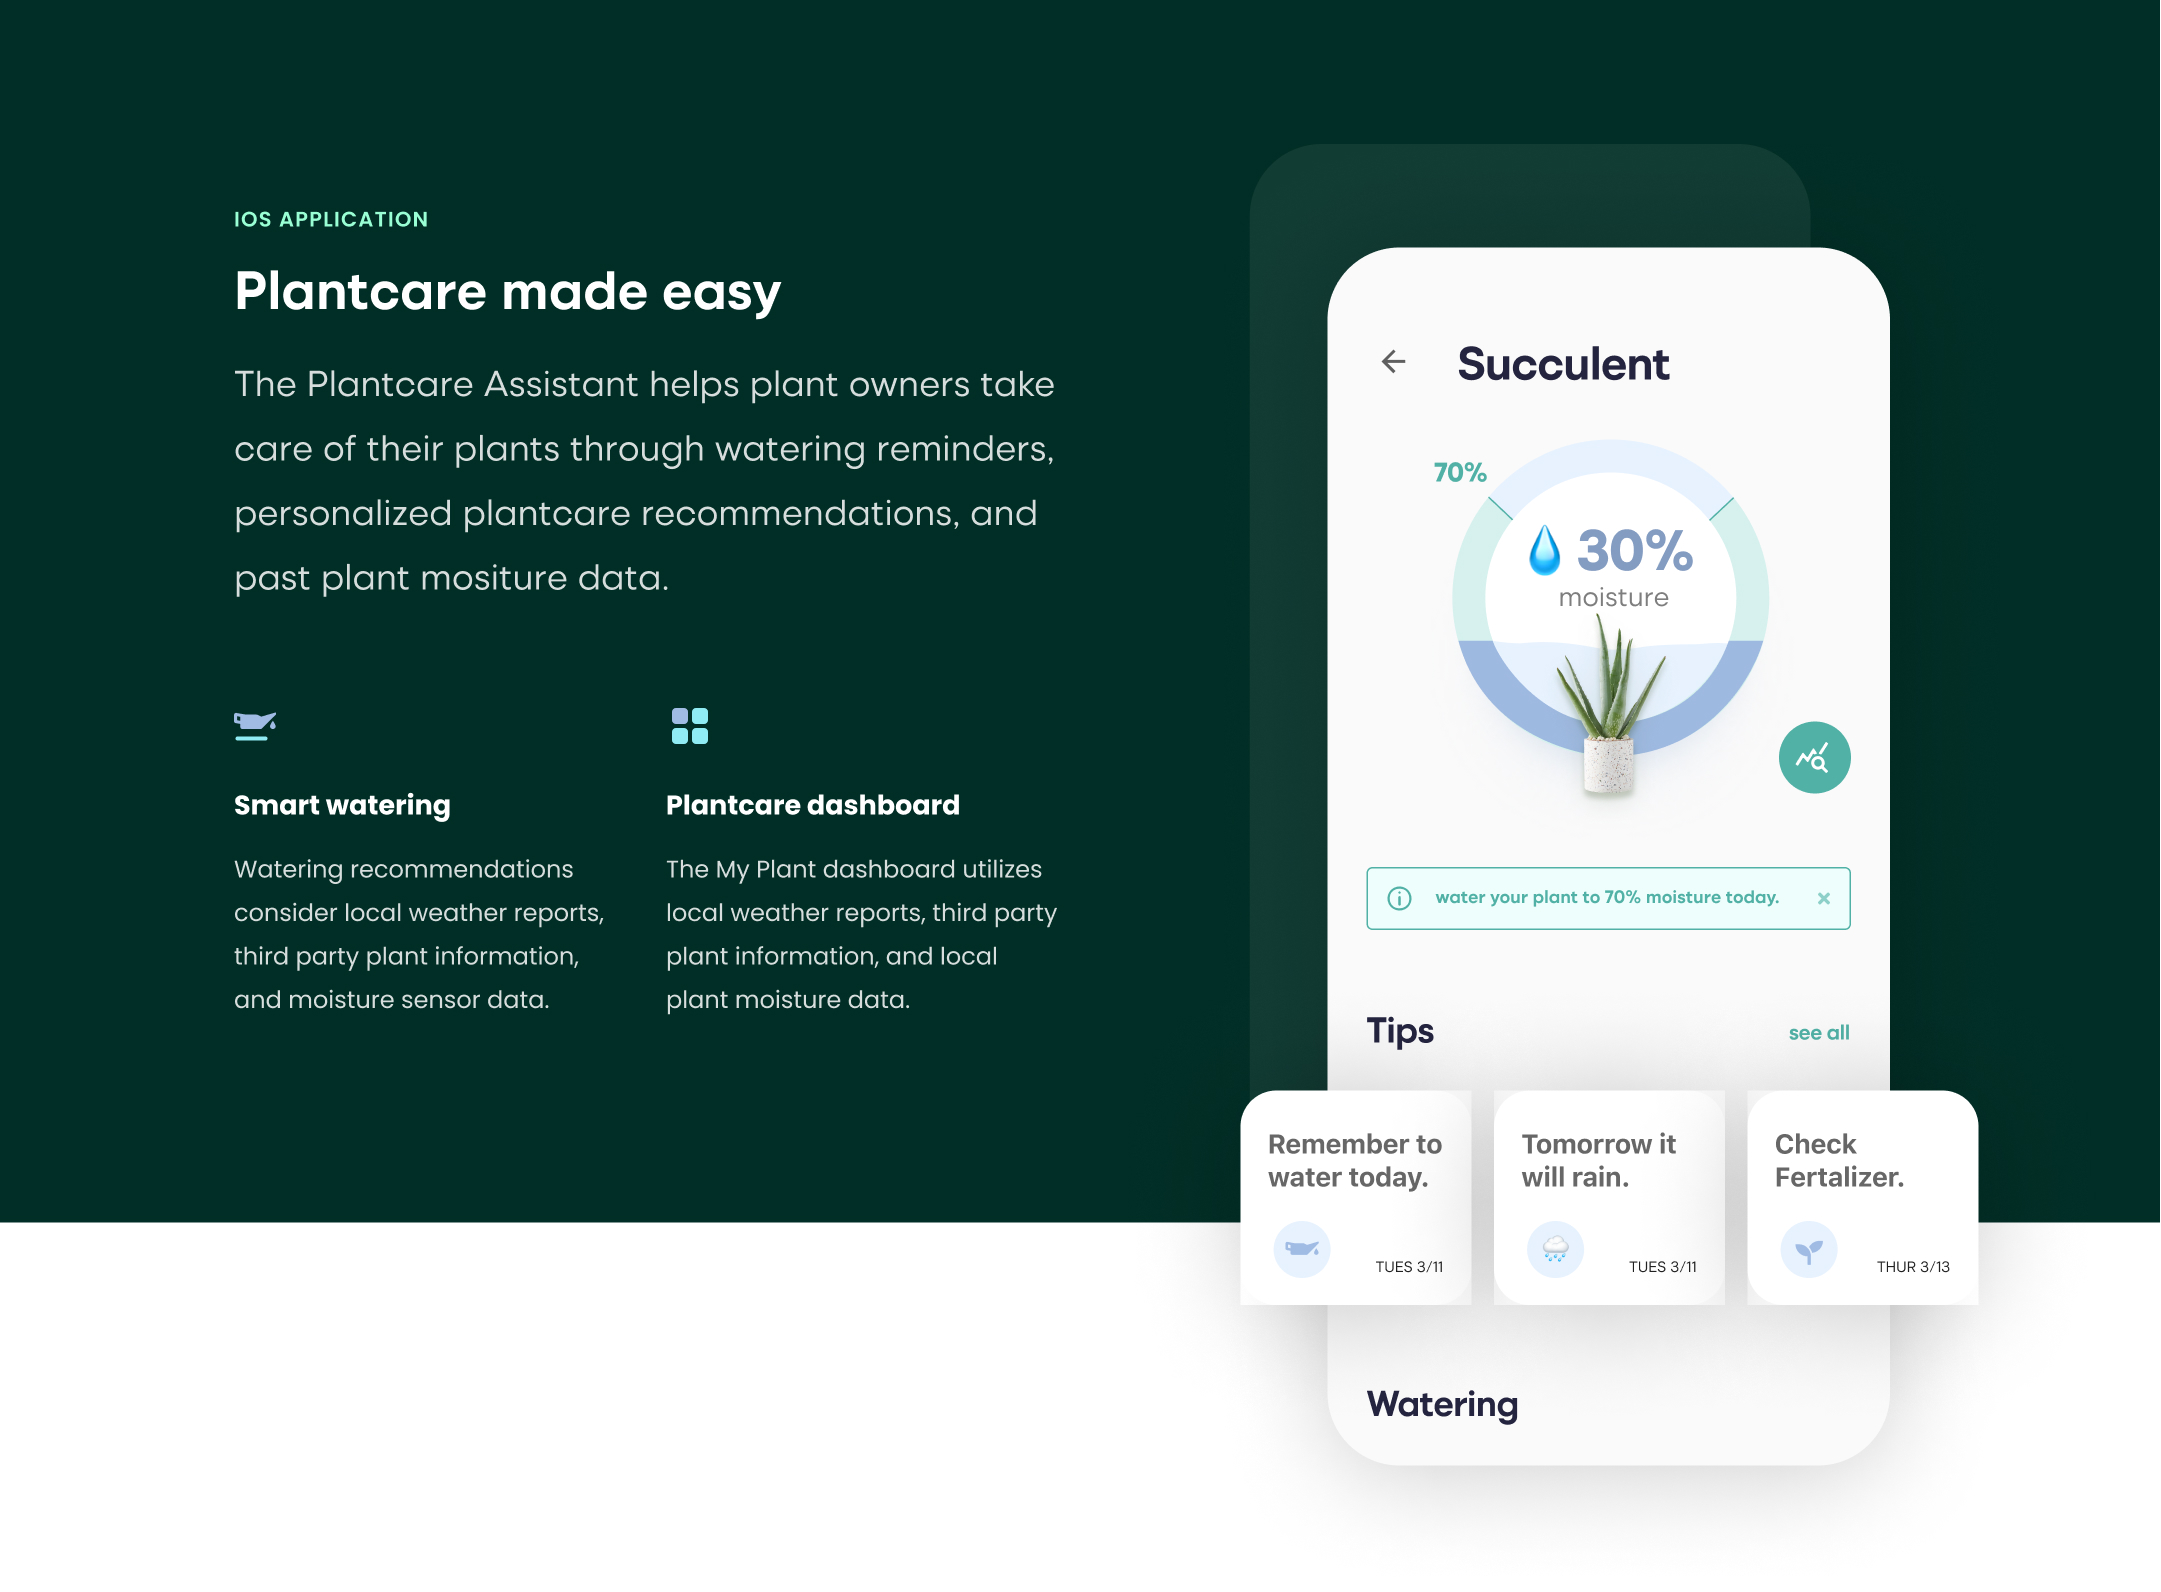 IOS APPLICATION
Plantcare made easy
The Plantcare Assistant helps plant owners take
care of their plants through watering reminders,
personalized plantcare recommendations, and
past plant mositure data.
Smart watering
Watering recommendations
consider local weather reports,
third party plant information,
and moisture sensor data.
Plantcare dashboard
The My Plant dashboard utilizes
local weather reports, third party
plant information, and local
plant moisture data.
Succulent
70%
30%
moisture
water your plant to 70% moisture today.
Tips
see all
Remember to
water today.
TUES 3/11
Tomorrow it
will rain.
TUES 3/11
Check
Fertalizer.
THUR 3/13
Watering